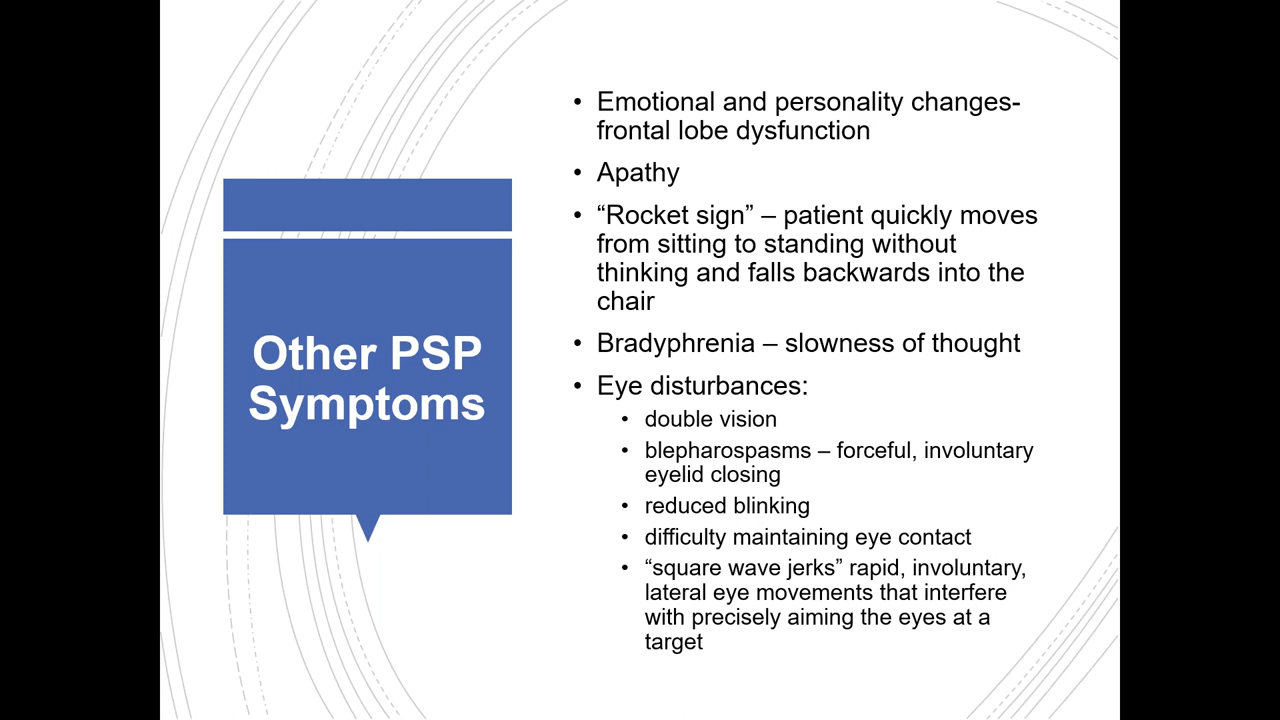 Other PSP
Symptoms
• Emotional and personality changes-
frontal lobe dysfunction
• Apathy
• “Rocket sign” – patient quickly moves
from sitting to standing without
thinking and falls backwards into the
chair
• Bradyphrenia – slowness of thought
• Eye disturbances:
• double vision
• blepharospasms – forceful, involuntary
eyelid closing
• reduced blinking
• difficulty maintaining eye contact
• “square wave jerks” rapid, involuntary,
lateral eye movements that interfere
with precisely aiming the eyes at a
target